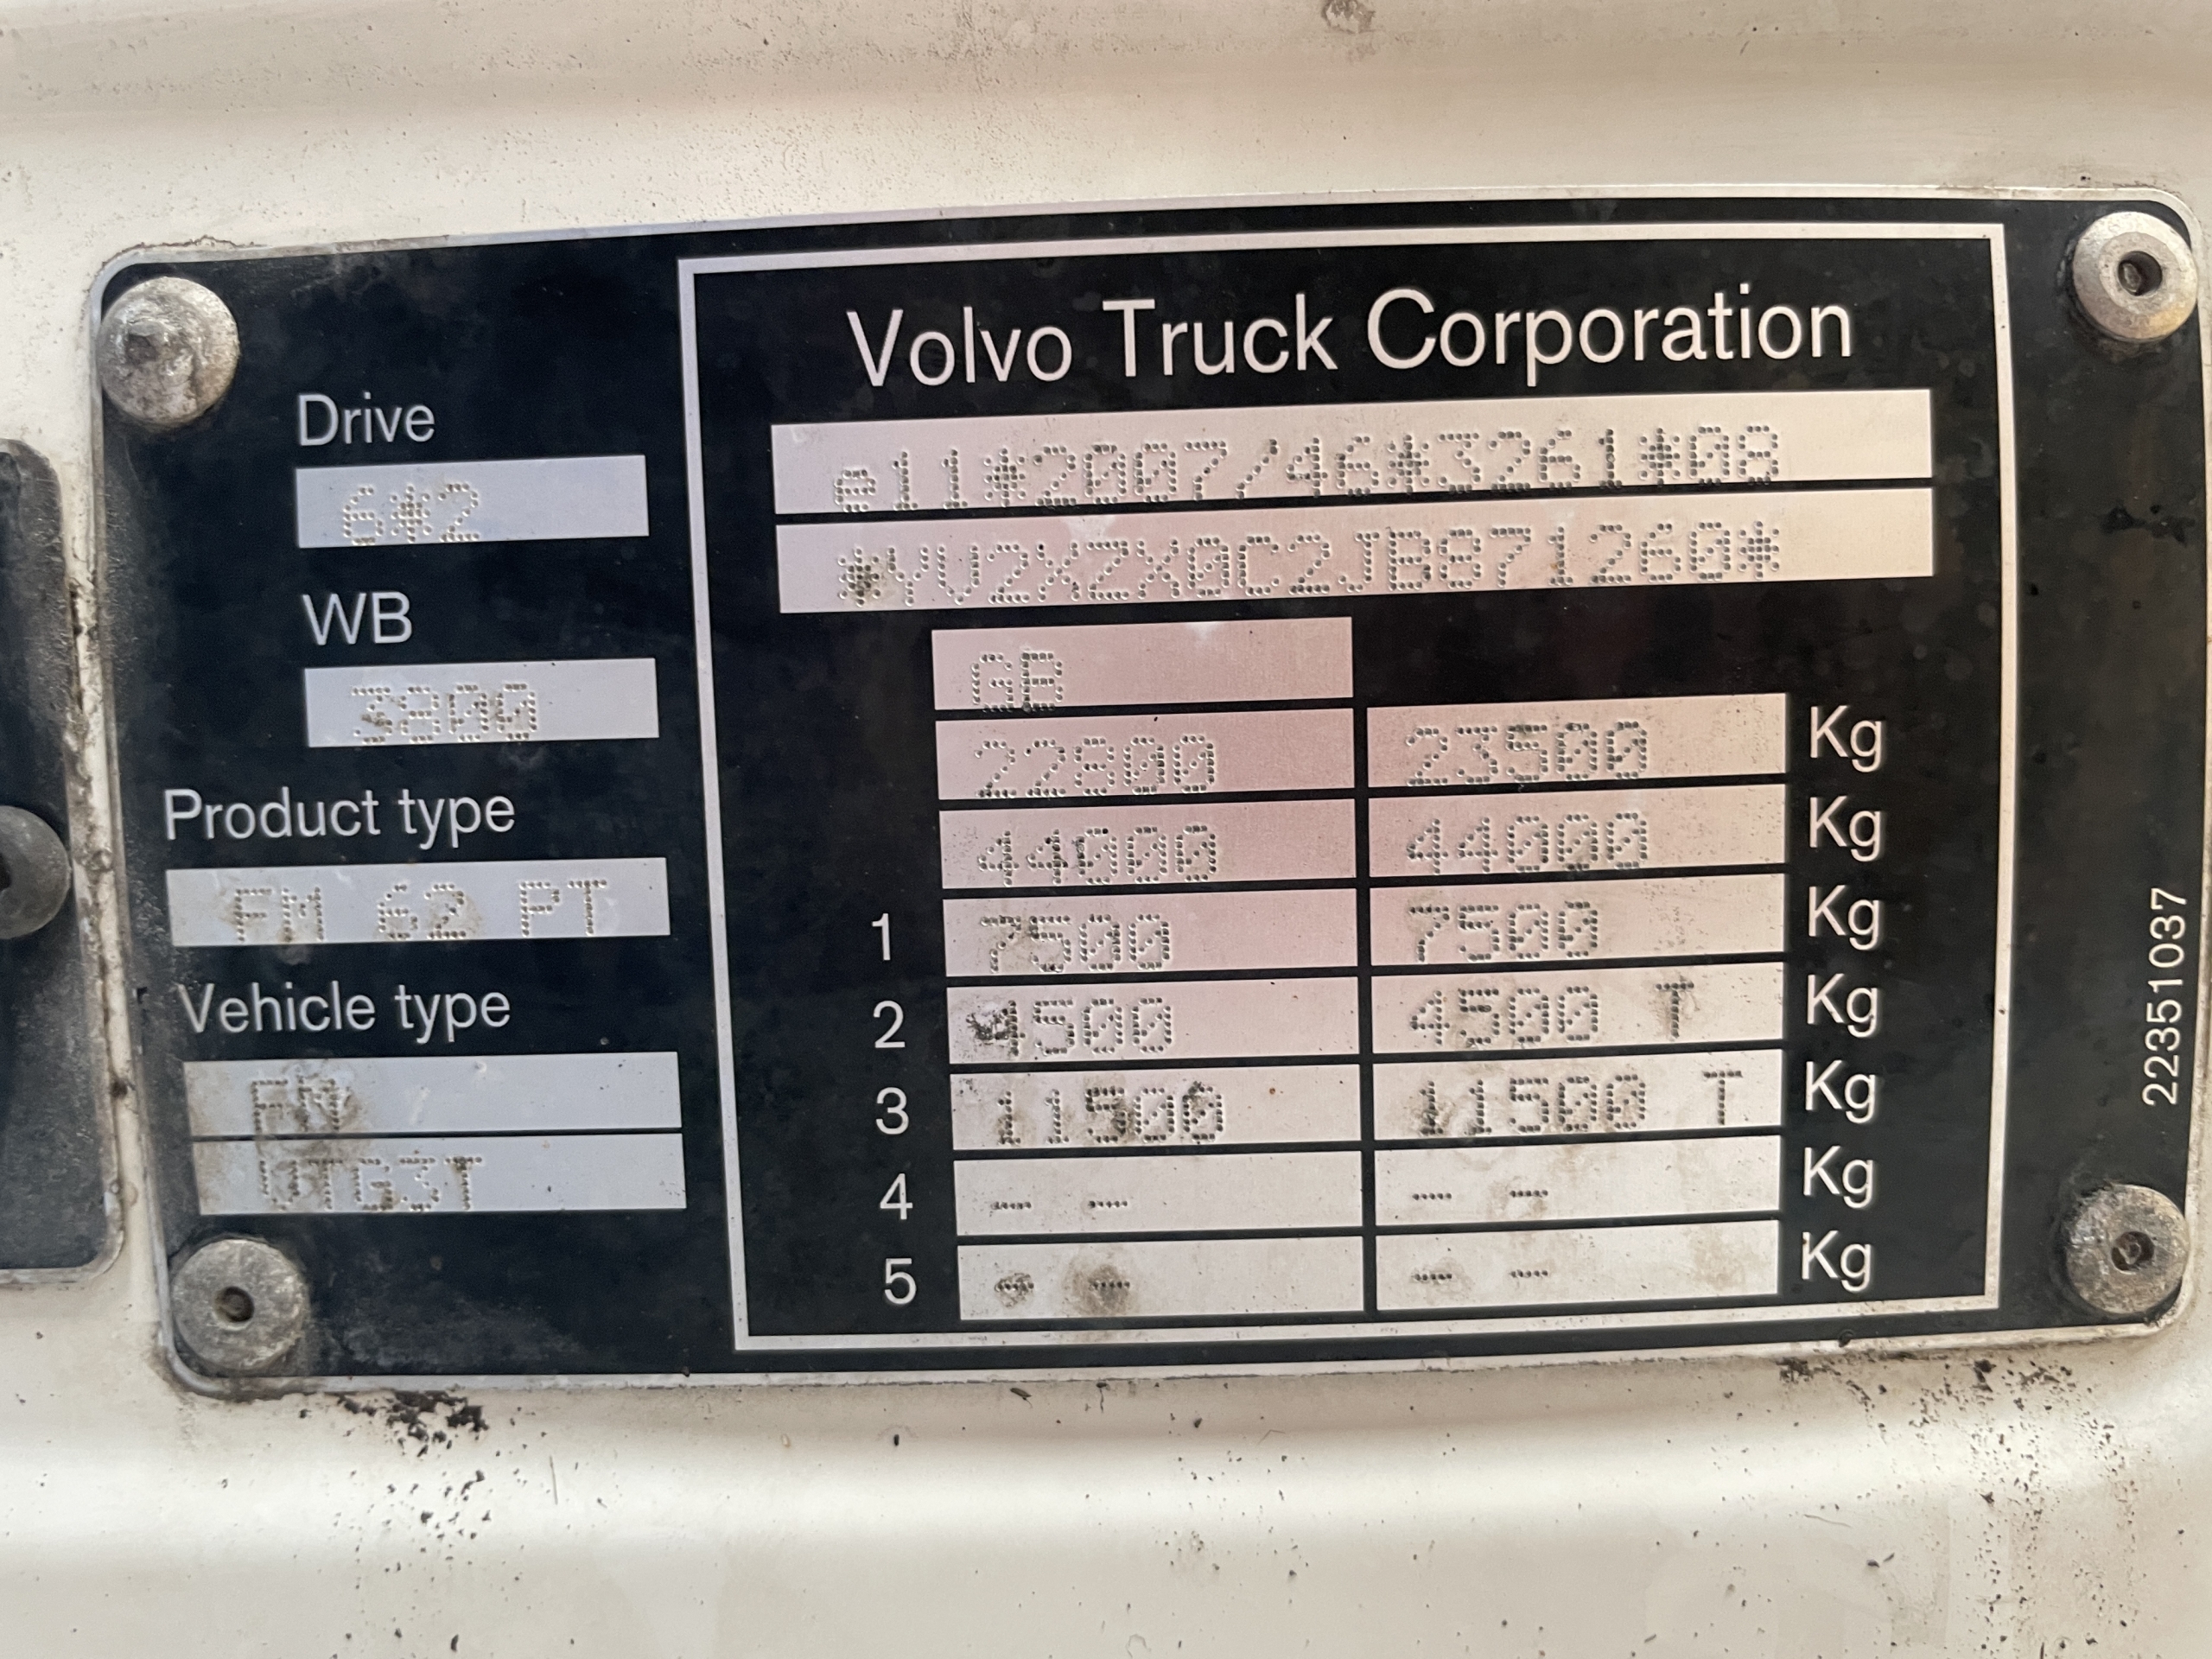 Volvo Truck Corporation
e11*2007/46*3261*08
*YV2XZX0C2JB871260*
Drive
6*2
WB
3800
Product type
FM 62 PT
Vehicle type
GB
22800 23500 Kg
44000 44000 Kg
1 7500 7500 Kg
2 4500 4500 T Kg
3 11500 11500 T Kg
4 - - - - Kg
5 - - - - Kg
22351037